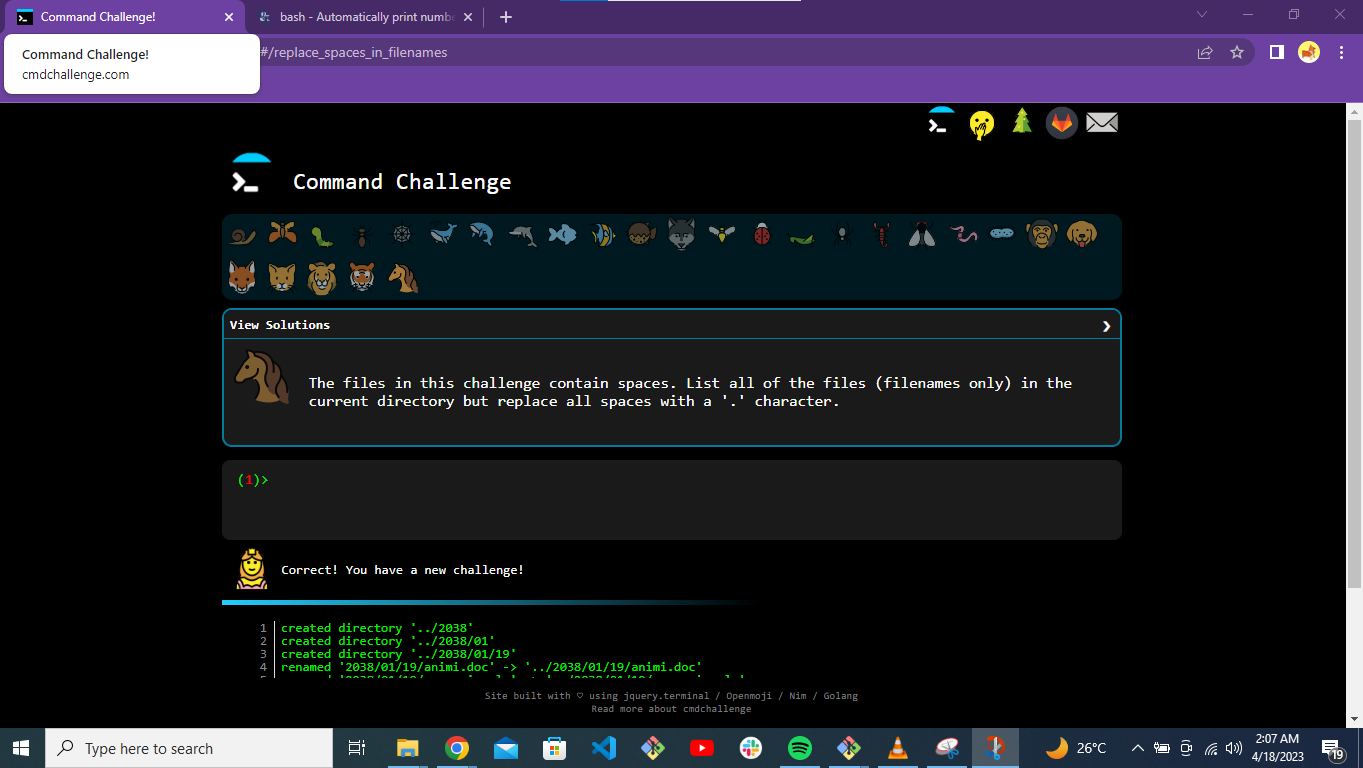 Command Challenge!
bash - Automatically print numbe
Command Challenge!
cmdchallenge.com
#/replace_spaces_in_filenames
Command Challenge
View Solutions
The files in this challenge contain spaces. List all of the files (filenames only) in the
current directory but replace all spaces with a '.' character.
(1)>
Correct! You have a new challenge!
1 created directory '../2038'
2 created directory '../2038/01'
3 created directory '../2038/01/19'
4 renamed '2038/01/19/animi.doc' -> '../2038/01/19/animi.doc'
Site built with ♡ using jquery.terminal / Openmoji / Nim / Golang
Read more about cmdchallenge
Type here to search
26°C
2:07 AM
4/18/2023
19